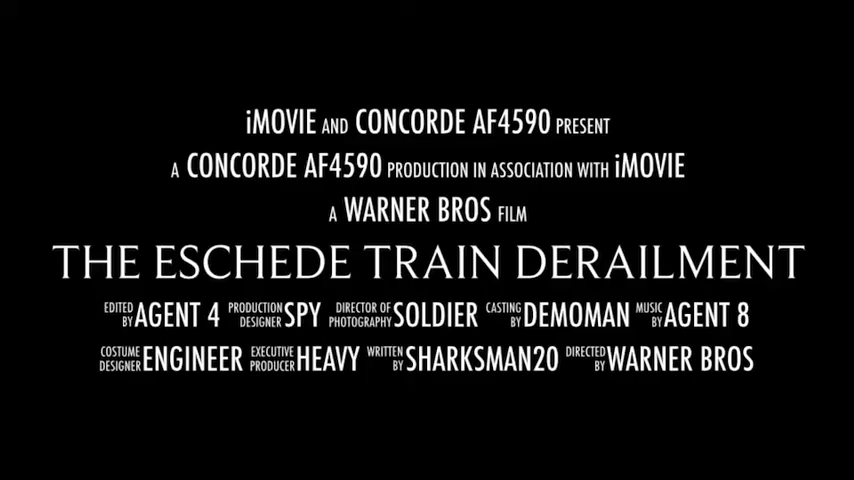 iMOVIE AND CONCORDE AF4590 PRESENT
A CONCORDE AF4590 PRODUCTION IN ASSOCIATION WITH iMOVIE
A WARNER BROS FILM
THE ESCHEDE TRAIN DERAILMENT
EDITED BY AGENT 4 PRODUCTION DESIGNER SPY DIRECTOR OF PHOTOGRAPHY SOLDIER CASTING BY DEMOMAN MUSIC BY AGENT 8
COSTUME DESIGNER ENGINEER EXECUTIVE PRODUCER HEAVY WRITTEN BY SHARKSMAN20 DIRECTED BY WARNER BROS